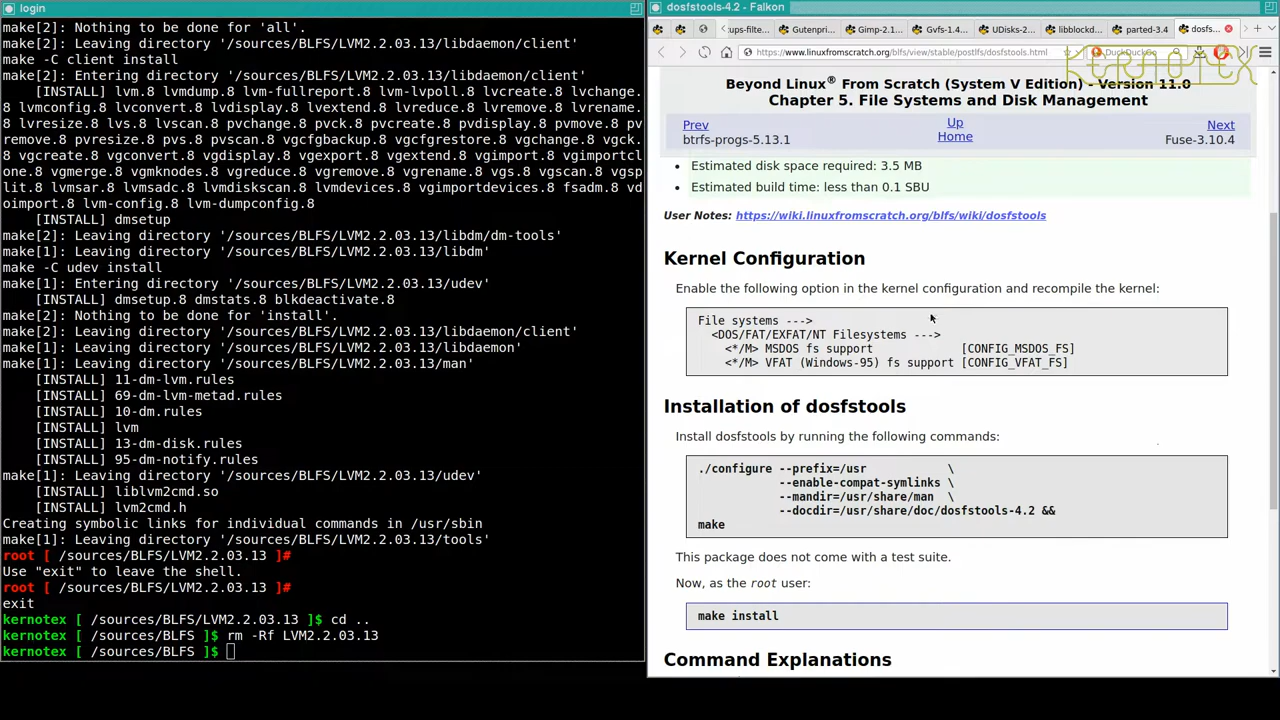 login
make[2]: Nothing to be done for 'all'.
make[2]: Leaving directory '/sources/BLFS/LVM2.2.03.13/libdaemon/client'
make -C client install
make[2]: Entering directory '/sources/BLFS/LVM2.2.03.13/libdaemon/client'
[INSTALL] lvm.8 lvmdump.8 lvm-fullreport.8 lvm-lvpoll.8 lvcreate.8 lvchange.
8 lvmconfig.8 lvconvert.8 lvdisplay.8 lvextend.8 lvreduce.8 lvremove.8 lvrename.
8 lvresize.8 lvs.8 lvscan.8 pvchange.8 pvck.8 pvcreate.8 pvdisplay.8 pvmove.8 pv
remove.8 pvresize.8 pvs.8 pvscan.8 vgcfgbackup.8 vgcfgrestore.8 vgchange.8 vgck.
8 vgcreate.8 vgconvert.8 vgdisplay.8 vgexport.8 vgextend.8 vgimport.8 vgimportcl
one.8 vgmerge.8 vgmknodes.8 vgreduce.8 vgremove.8 vgrename.8 vgs.8 vgscan.8 vgsp
lit.8 lvmsar.8 lvmsadc.8 lvmdiskscan.8 lvmdevices.8 vgimportdevices.8 fsadm.8 vd
oimport.8 lvm-config.8 lvm-dumpconfig.8
[INSTALL] dmsetup
make[2]: Leaving directory '/sources/BLFS/LVM2.2.03.13/libdm/dm-tools'
make[1]: Leaving directory '/sources/BLFS/LVM2.2.03.13/libdm'
make -C udev install
make[1]: Entering directory '/sources/BLFS/LVM2.2.03.13/udev'
[INSTALL] dmsetup.8 dmstats.8 blkdeactivate.8
make[2]: Nothing to be done for 'install'.
make[2]: Leaving directory '/sources/BLFS/LVM2.2.03.13/libdaemon/client'
make[1]: Leaving directory '/sources/BLFS/LVM2.2.03.13/libdaemon'
make[1]: Leaving directory '/sources/BLFS/LVM2.2.03.13/man'
[INSTALL] 11-dm-lvm.rules
[INSTALL] 69-dm-lvm-metad.rules
[INSTALL] 10-dm.rules
[INSTALL] lvm
[INSTALL] 13-dm-disk.rules
[INSTALL] 95-dm-notify.rules
make[1]: Leaving directory '/sources/BLFS/LVM2.2.03.13/udev'
[INSTALL] liblvm2cmd.so
[INSTALL] lvm2cmd.h
Creating symbolic links for individual commands in /usr/sbin
make[1]: Leaving directory '/sources/BLFS/LVM2.2.03.13/tools'
root [ /sources/BLFS/LVM2.2.03.13 ]#
Use "exit" to leave the shell.
root [ /sources/BLFS/LVM2.2.03.13 ]#
exit
kernotex [ /sources/BLFS/LVM2.2.03.13 ]$ cd ..
kernotex [ /sources/BLFS ]$ rm -Rf LVM2.2.03.13
kernotex [ /sources/BLFS ]$
dosfstools-4.2 - Falkon
:ups-filte... Gutenpri... Gimp-2.1... Gvfs-1.4... UDisks-2... libblockd... parted-3.4 dosfs...
https://www.linuxfromscratch.org/blfs/view/stable/postlfs/dosfstools.html DuckDuckGo
KERNOTEX
Beyond Linux® From Scratch (System V Edition) - Version 11.0
Chapter 5. File Systems and Disk Management
Prev Up Next
btrfs-progs-5.13.1 Home Fuse-3.10.4
• Estimated disk space required: 3.5 MB
• Estimated build time: less than 0.1 SBU
User Notes: https://wiki.linuxfromscratch.org/blfs/wiki/dosfstools
Kernel Configuration
Enable the following option in the kernel configuration and recompile the kernel:
File systems --->
<DOS/FAT/EXFAT/NT Filesystems --->
<*/M> MSDOS fs support [CONFIG_MSDOS_FS]
<*/M> VFAT (Windows-95) fs support [CONFIG_VFAT_FS]
Installation of dosfstools
Install dosfstools by running the following commands:
./configure --prefix=/usr \
--enable-compat-symlinks \
--mandir=/usr/share/man \
--docdir=/usr/share/doc/dosfstools-4.2 &&
make
This package does not come with a test suite.
Now, as the root user:
make install
Command Explanations